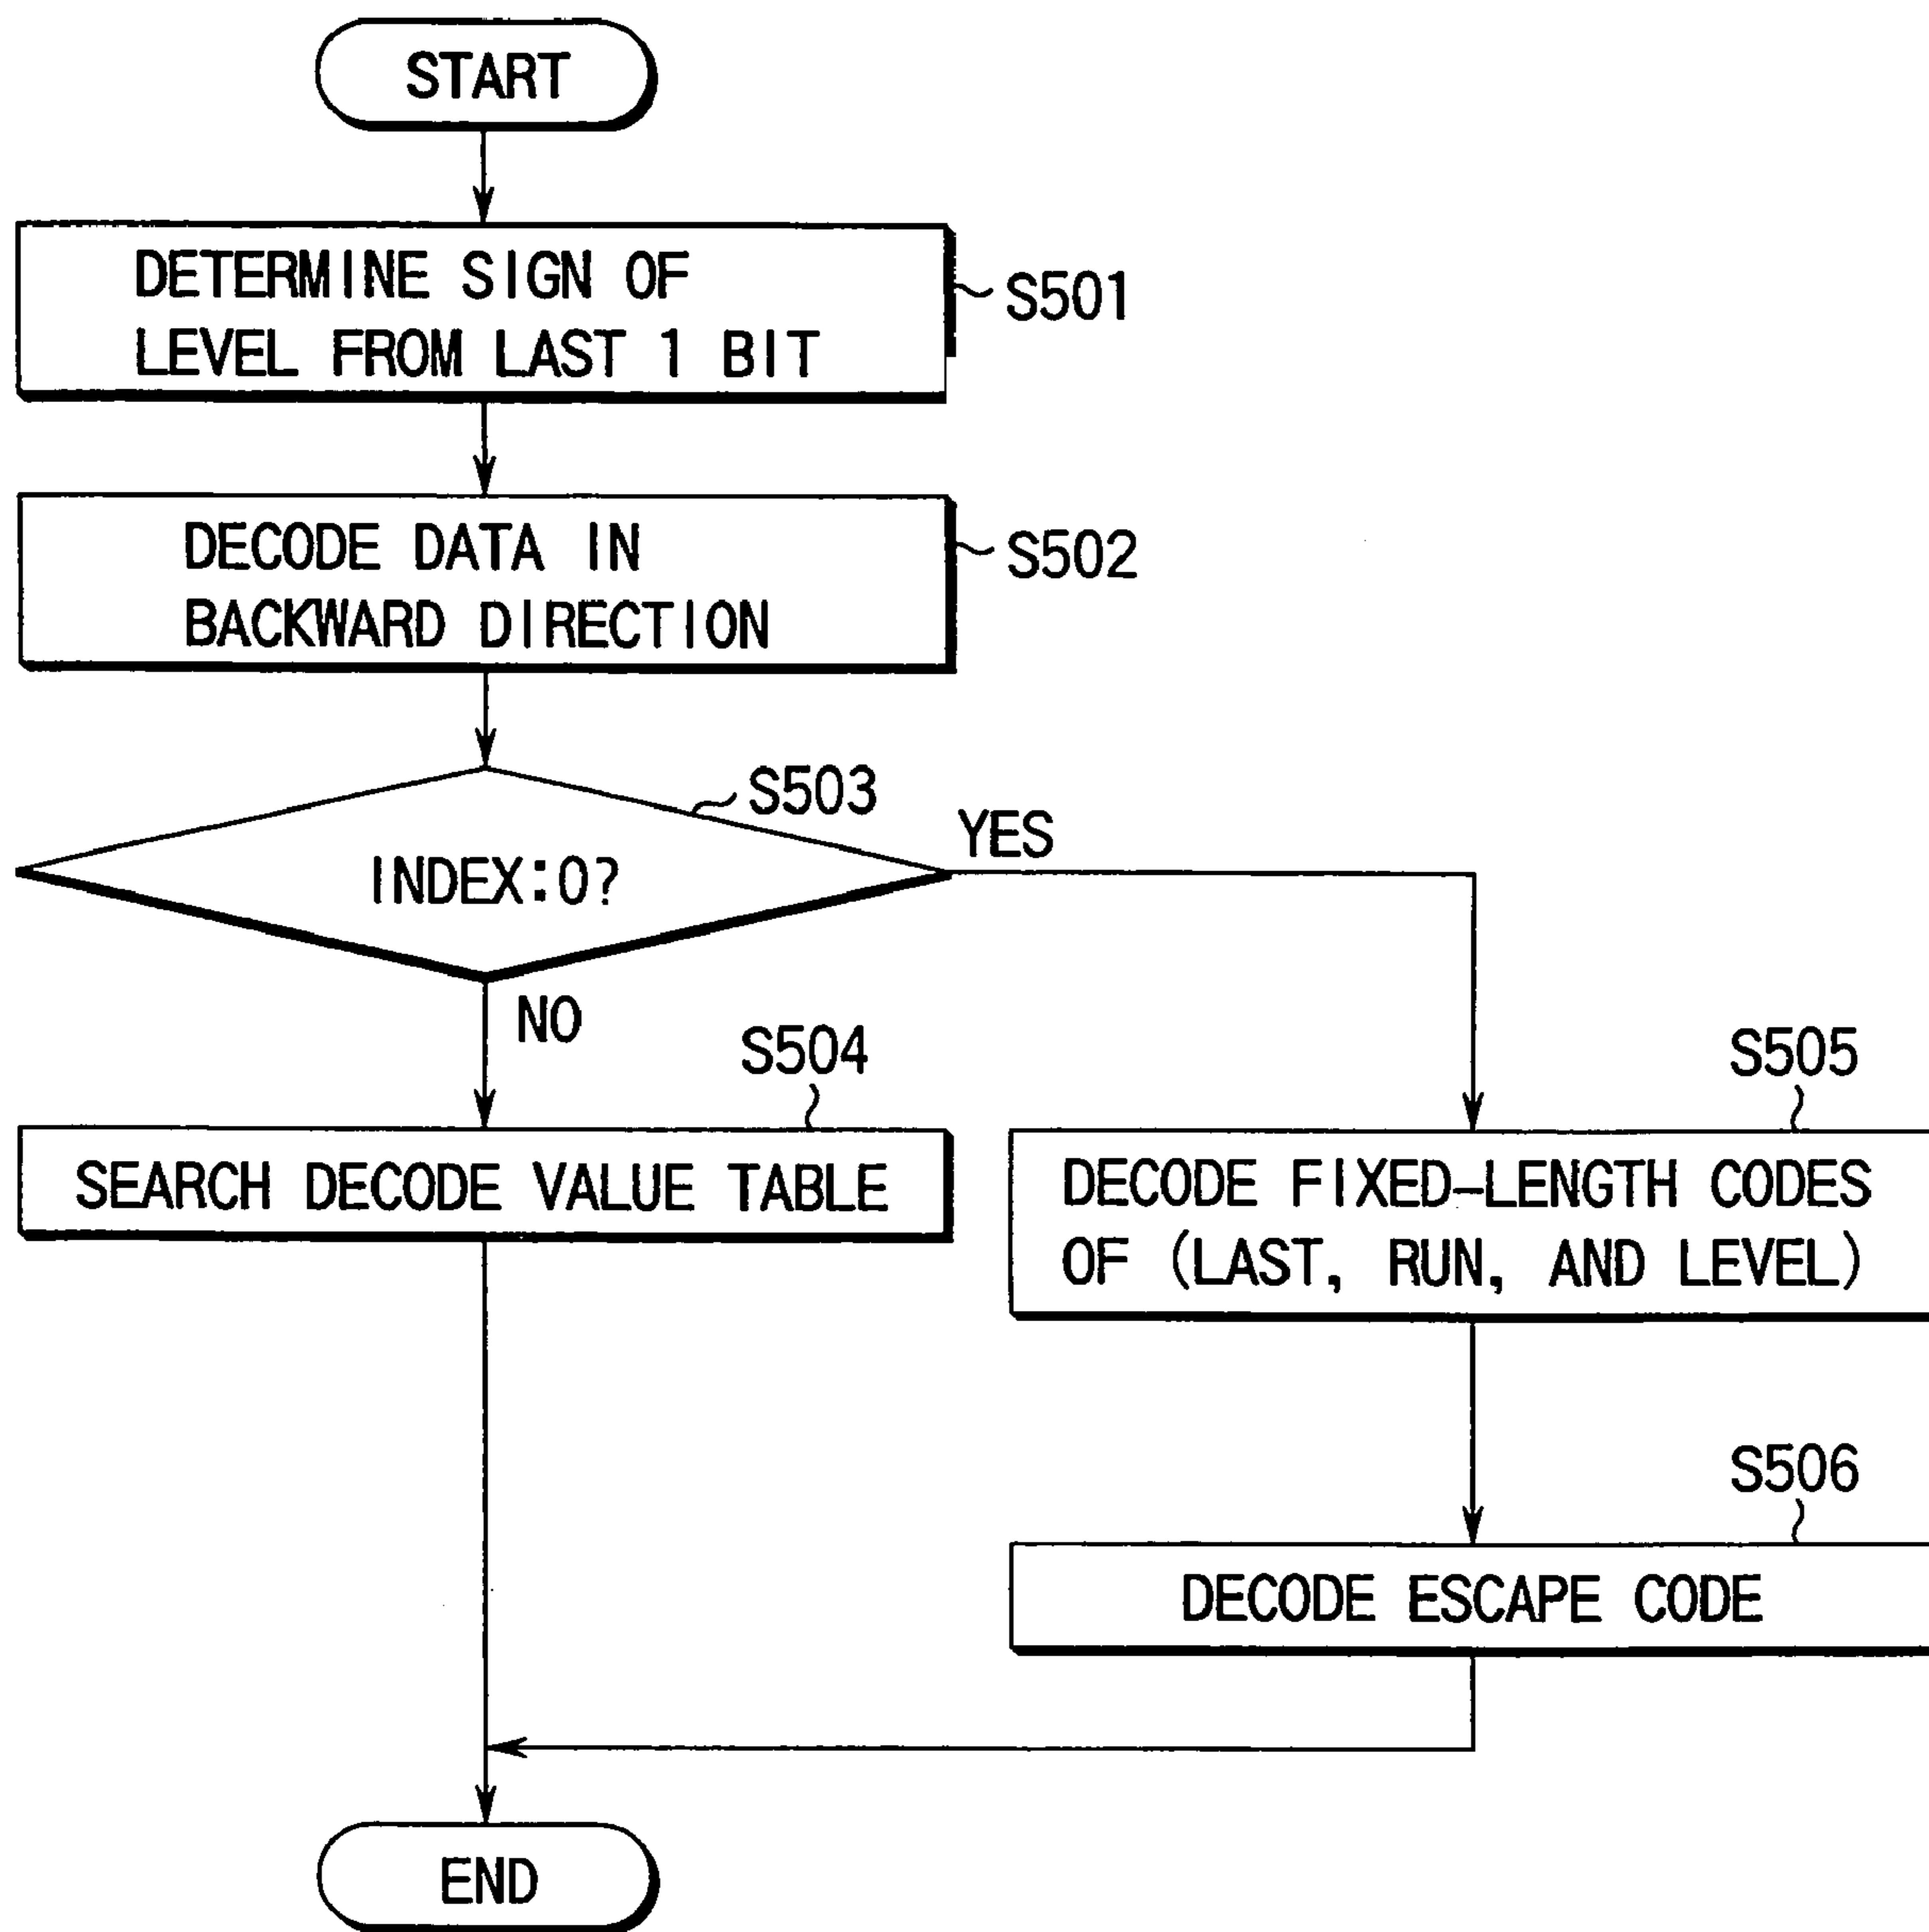 START
DETERMINE SIGN OF
LEVEL FROM LAST 1 BIT
S501
DECODE DATA IN
BACKWARD DIRECTION
S502
S503
INDEX:0?
YES
NO
S504
SEARCH DECODE VALUE TABLE
S505
DECODE FIXED-LENGTH CODES
OF (LAST, RUN, AND LEVEL)
S506
DECODE ESCAPE CODE
END